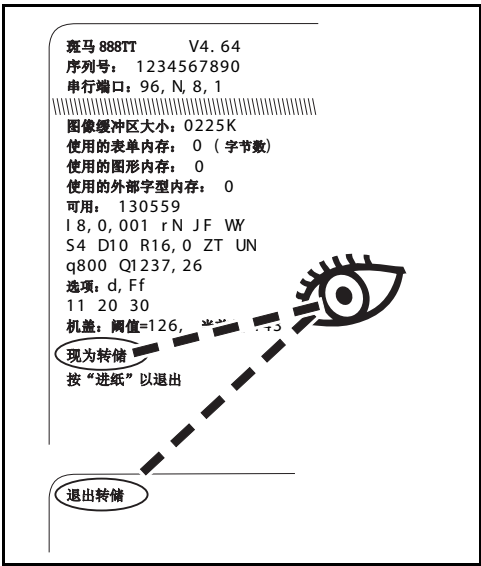 斑马 888TT V4.64
序列号： 1234567890
串行端口：96, N, 8, 1
图像缓冲区大小：0225K
使用的表单内存： 0 （字节数)
使用的图形内存： 0
使用的外部字型内存： 0
可用： 130559
I 8, 0, 001 r N JF WY
S4 D10 R16, 0 ZT UN
q800 Q1237, 26
选项：d, Ff
11 20 30
机盖：阈值=126,
现为转储
按“进纸”以退出
退出转储